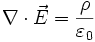 ∇ · E⃗ = ρ / ε₀